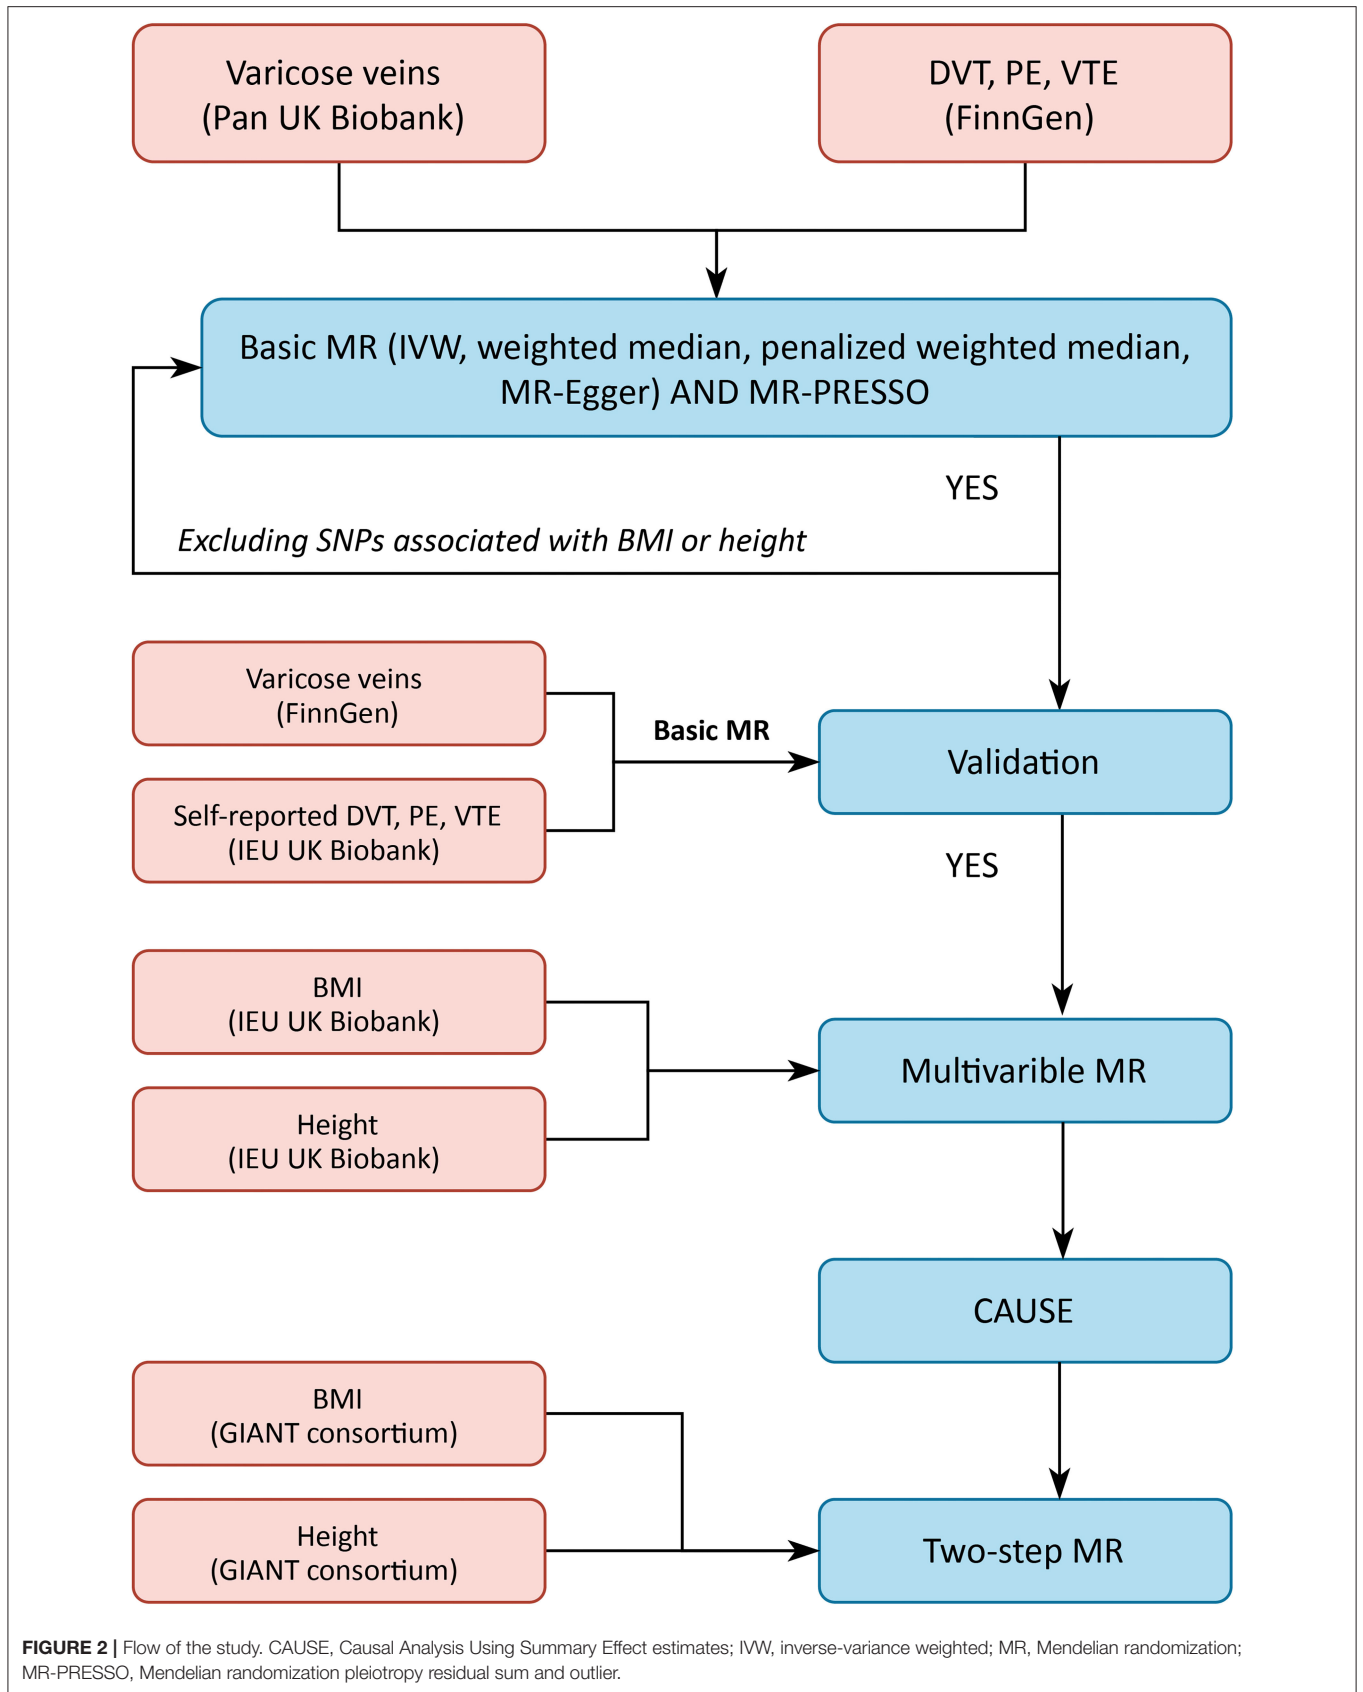 Varicose veins
(Pan UK Biobank)
DVT, PE, VTE
(FinnGen)
Basic MR (IVW, weighted median, penalized weighted median,
MR-Egger) AND MR-PRESSO
YES
Excluding SNPs associated with BMI or height
Varicose veins
(FinnGen)
Basic MR
Validation
Self-reported DVT, PE, VTE
(IEU UK Biobank)
YES
BMI
(IEU UK Biobank)
Multivarible MR
Height
(IEU UK Biobank)
CAUSE
BMI
(GIANT consortium)
Height
(GIANT consortium)
Two-step MR
FIGURE 2 | Flow of the study. CAUSE, Causal Analysis Using Summary Effect estimates; IVW, inverse-variance weighted; MR, Mendelian randomization;
MR-PRESSO, Mendelian randomization pleiotropy residual sum and outlier.